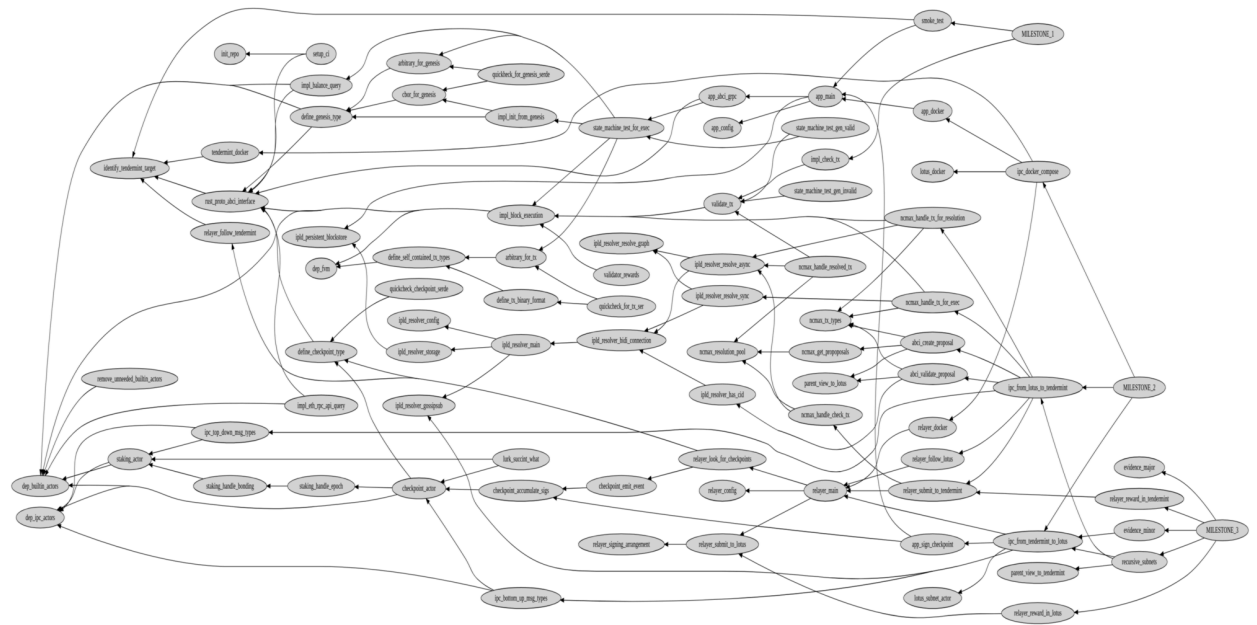 smoke_test
MILESTONE_1
init_repo
setup_ci
arbitrary_for_genesis
quickheck_for_genesis_serde
impl_balance_query
cbor_for_genesis
app_abci_grpc
app_main
app_docker
define_genesis_type
impl_init_from_genesis
state_machine_test_for_exec
app_config
state_machine_test_gen_valid
tendermint_docker
identify_tendermint_target
impl_check_tx
lotus_docker
ipc_docker_compose
rust_proto_abci_interface
state_machine_test_gen_invalid
validate_tx
impl_block_execution
ncmax_handle_tx_for_resolution
relayer_follow_tendermint
ipld_persistent_blockstore
ipld_resolver_resolve_graph
define_self_contained_tx_types
arbitrary_for_tx
dep_fvm
validator_rewards
ipld_resolver_resolve_async
ncmax_handle_resolved_tx
quickcheck_checkpoint_serde
define_tx_binary_format
quickcheck_for_tx_ser
ipld_resolver_resolve_sync
ncmax_handle_tx_for_exec
ipld_resolver_config
ncmax_tx_types
define_checkpoint_type
ipld_resolver_storage
ipld_resolver_main
ipld_resolver_bidi_connection
ncmax_resolution_pool
ncmax_get_propoposals
abci_create_proposal
remove_unneeded_builtin_actors
parent_view_to_lotus
abci_validate_proposal
ipc_from_lotus_to_tendermint
MILESTONE_2
impl_eth_rpc_api_query
ipld_resolver_gossipsub
ipld_resolver_has_cid
ncmax_handle_check_tx
ipc_top_down_msg_types
relayer_docker
staking_actor
lurk_succint_what
relayer_look_for_checkpoints
relayer_follow_lotus
evidence_major
dep_builtin_actors
staking_handle_bonding
staking_handle_epoch
checkpoint_actor
checkpoint_accumulate_sigs
checkpoint_emit_event
relayer_config
relayer_main
relayer_submit_to_tendermint
relayer_reward_in_tendermint
dep_ipc_actors
evidence_minor
MILESTONE_3
relayer_signing_arrangement
relayer_submit_to_lotus
app_sign_checkpoint
ipc_from_tendermint_to_lotus
recursive_subnets
parent_view_to_tendermint
ipc_bottom_up_msg_types
lotus_subnet_actor
relayer_reward_in_lotus